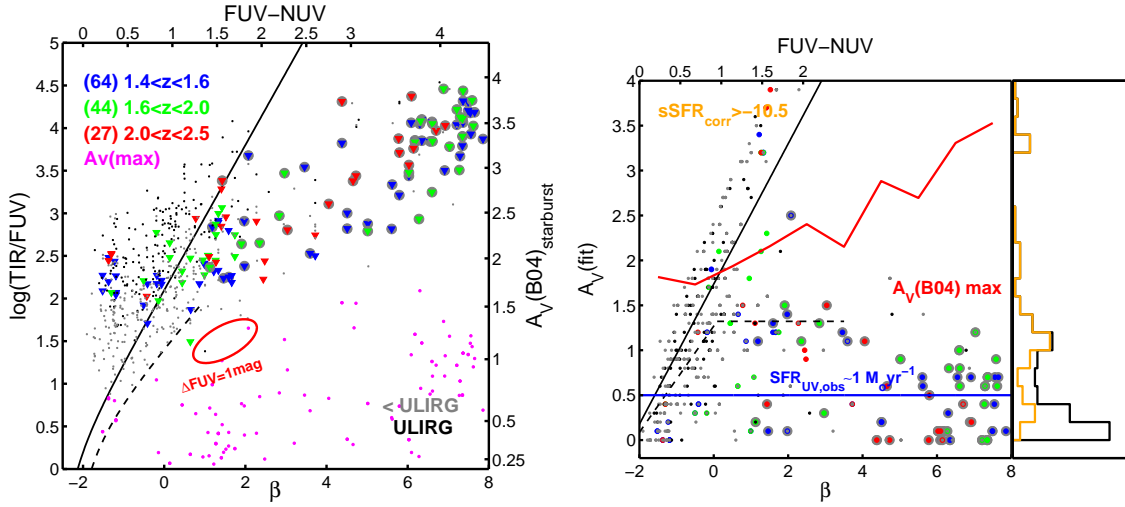 FUV−NUV
0 0.5 1 1.5 2 2.5 3 4
(64) 1.4<z<1.6
(44) 1.6<z<2.0
(27) 2.0<z<2.5
Av(max)
log(TIR/FUV)
5
4.5
4
3.5
3
2.5
2
1.5
1
0.5
0
A_V(B04)_starburst
4
3.5
3
2.5
2
1.5
1
0.5
0.25
ΔFUV=1mag
< ULIRG
ULIRG
−2 0 2 4 6 8
β
FUV−NUV
0 0.5 1 1.5 2
sSFR_corr>−10.5
A_V(fit)
4
3.5
3
2.5
2
1.5
1
0.5
0
A_V(B04) max
SFR_UV,obs~1 M_o yr^−1
−2 0 2 4 6 8
β